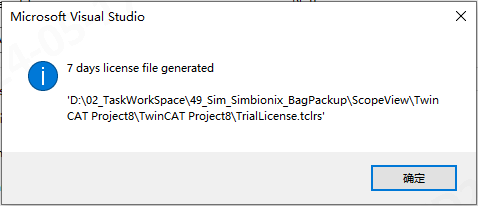 Microsoft Visual Studio
7 days license file generated
'D:\02_TaskWorkSpace\49_Sim_Simbionix_BagPackup\ScopeView\Twin
CAT Project8\TwinCAT Project8\TrialLicense.tclrs'
确定